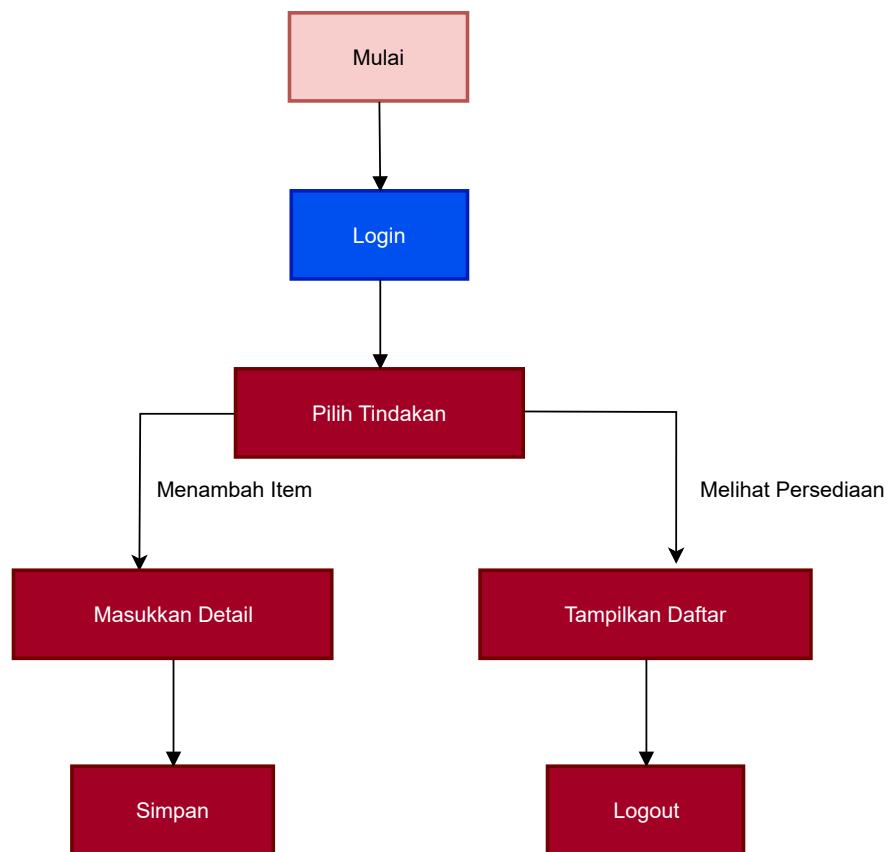 Mulai
Login
Pilih Tindakan
Menambah Item
Melihat Persediaan
Masukkan Detail
Tampilkan Daftar
Simpan
Logout